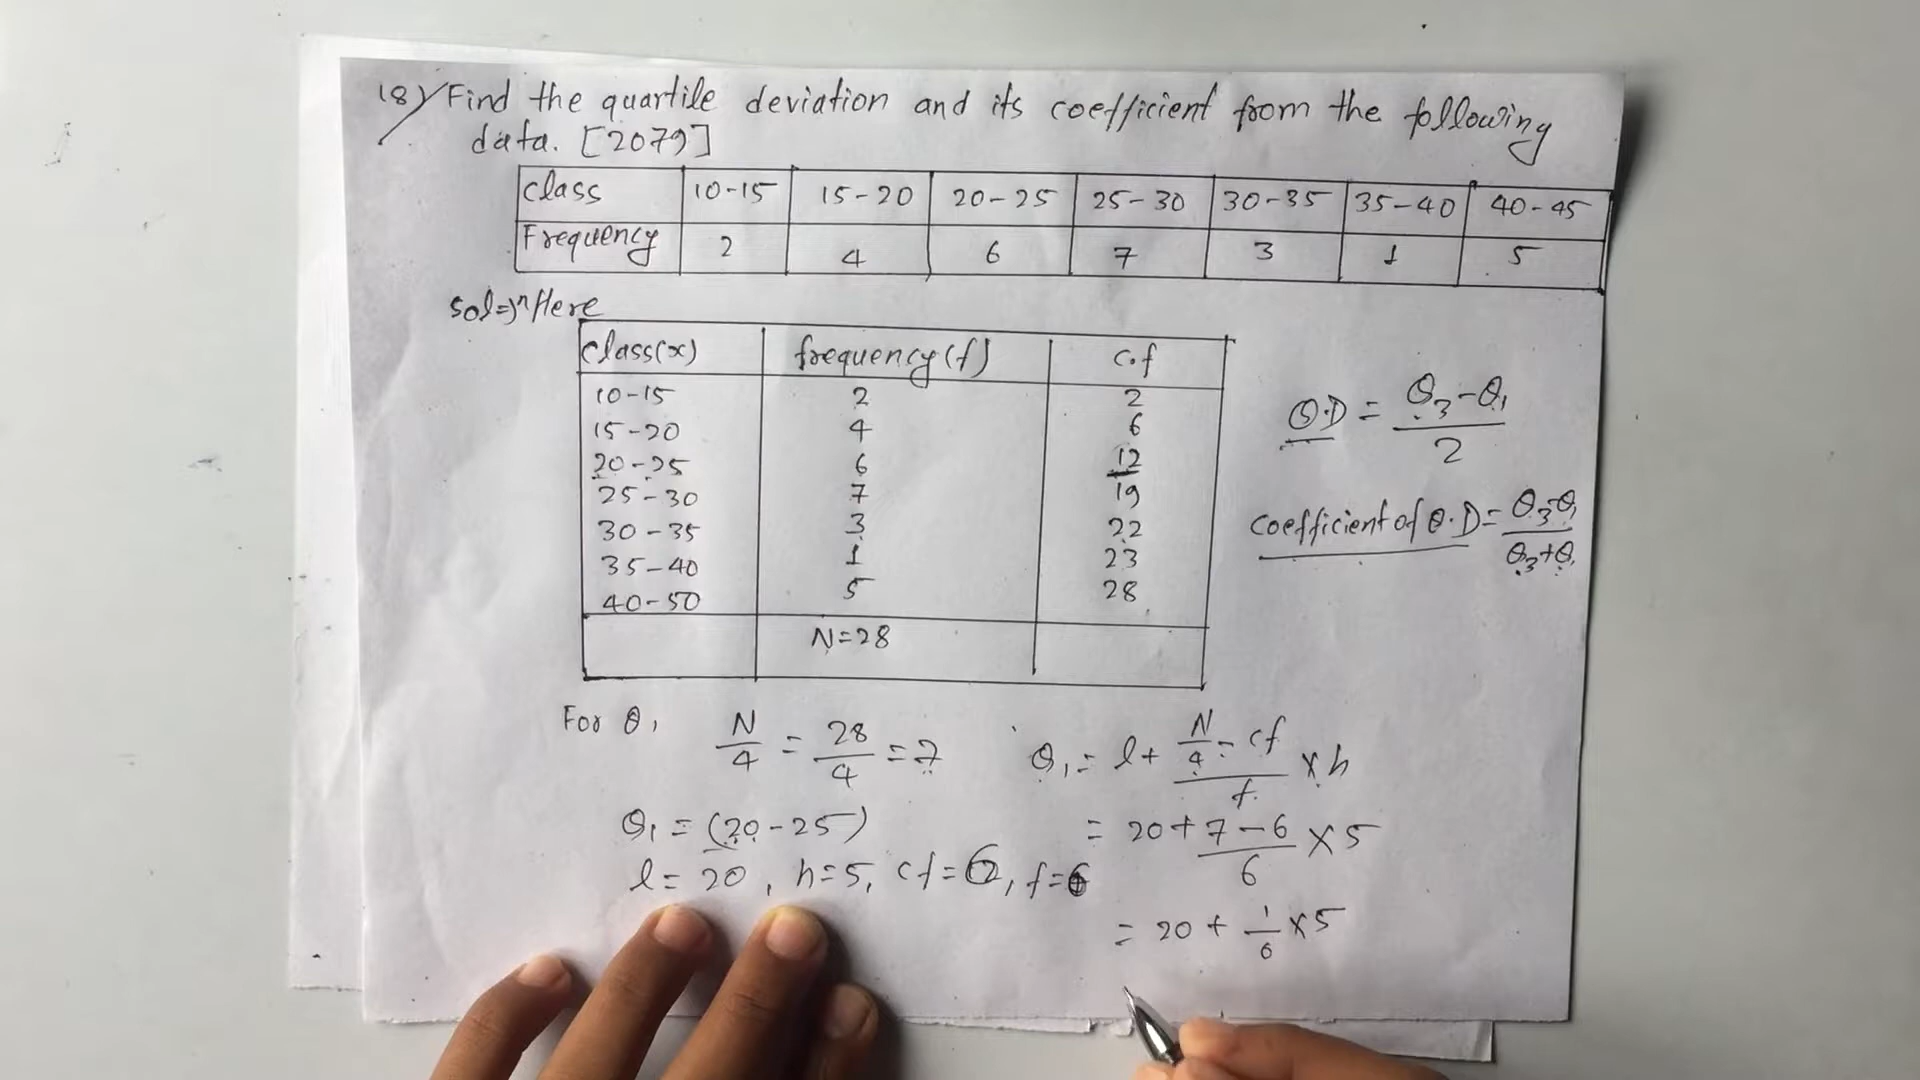 18) Find the quartile deviation and its coefficient from the following
data. [2079]
class 10-15 15-20 20-25 25-30 30-35 35-40 40-45
Frequency 2 4 6 7 3 1 5
sol=>n Here
class(x) frequency(f) c.f
10-15 2 2
15-20 4 6
20-25 6 12
25-30 7 19
30-35 3 22
35-40 1 23
40-50 5 28
N=28
Q.D = Q3-Q1 / 2
coefficient of Q.D = Q3-Q1 / Q3+Q1
For Q1 N/4 = 28/4 = 7
Q1 = (20-25)
l = 20, h=5, cf=6, f=6
Q1 = l + N/4 - cf / f × h
= 20 + 7-6 / 6 × 5
= 20 + 1/6 × 5